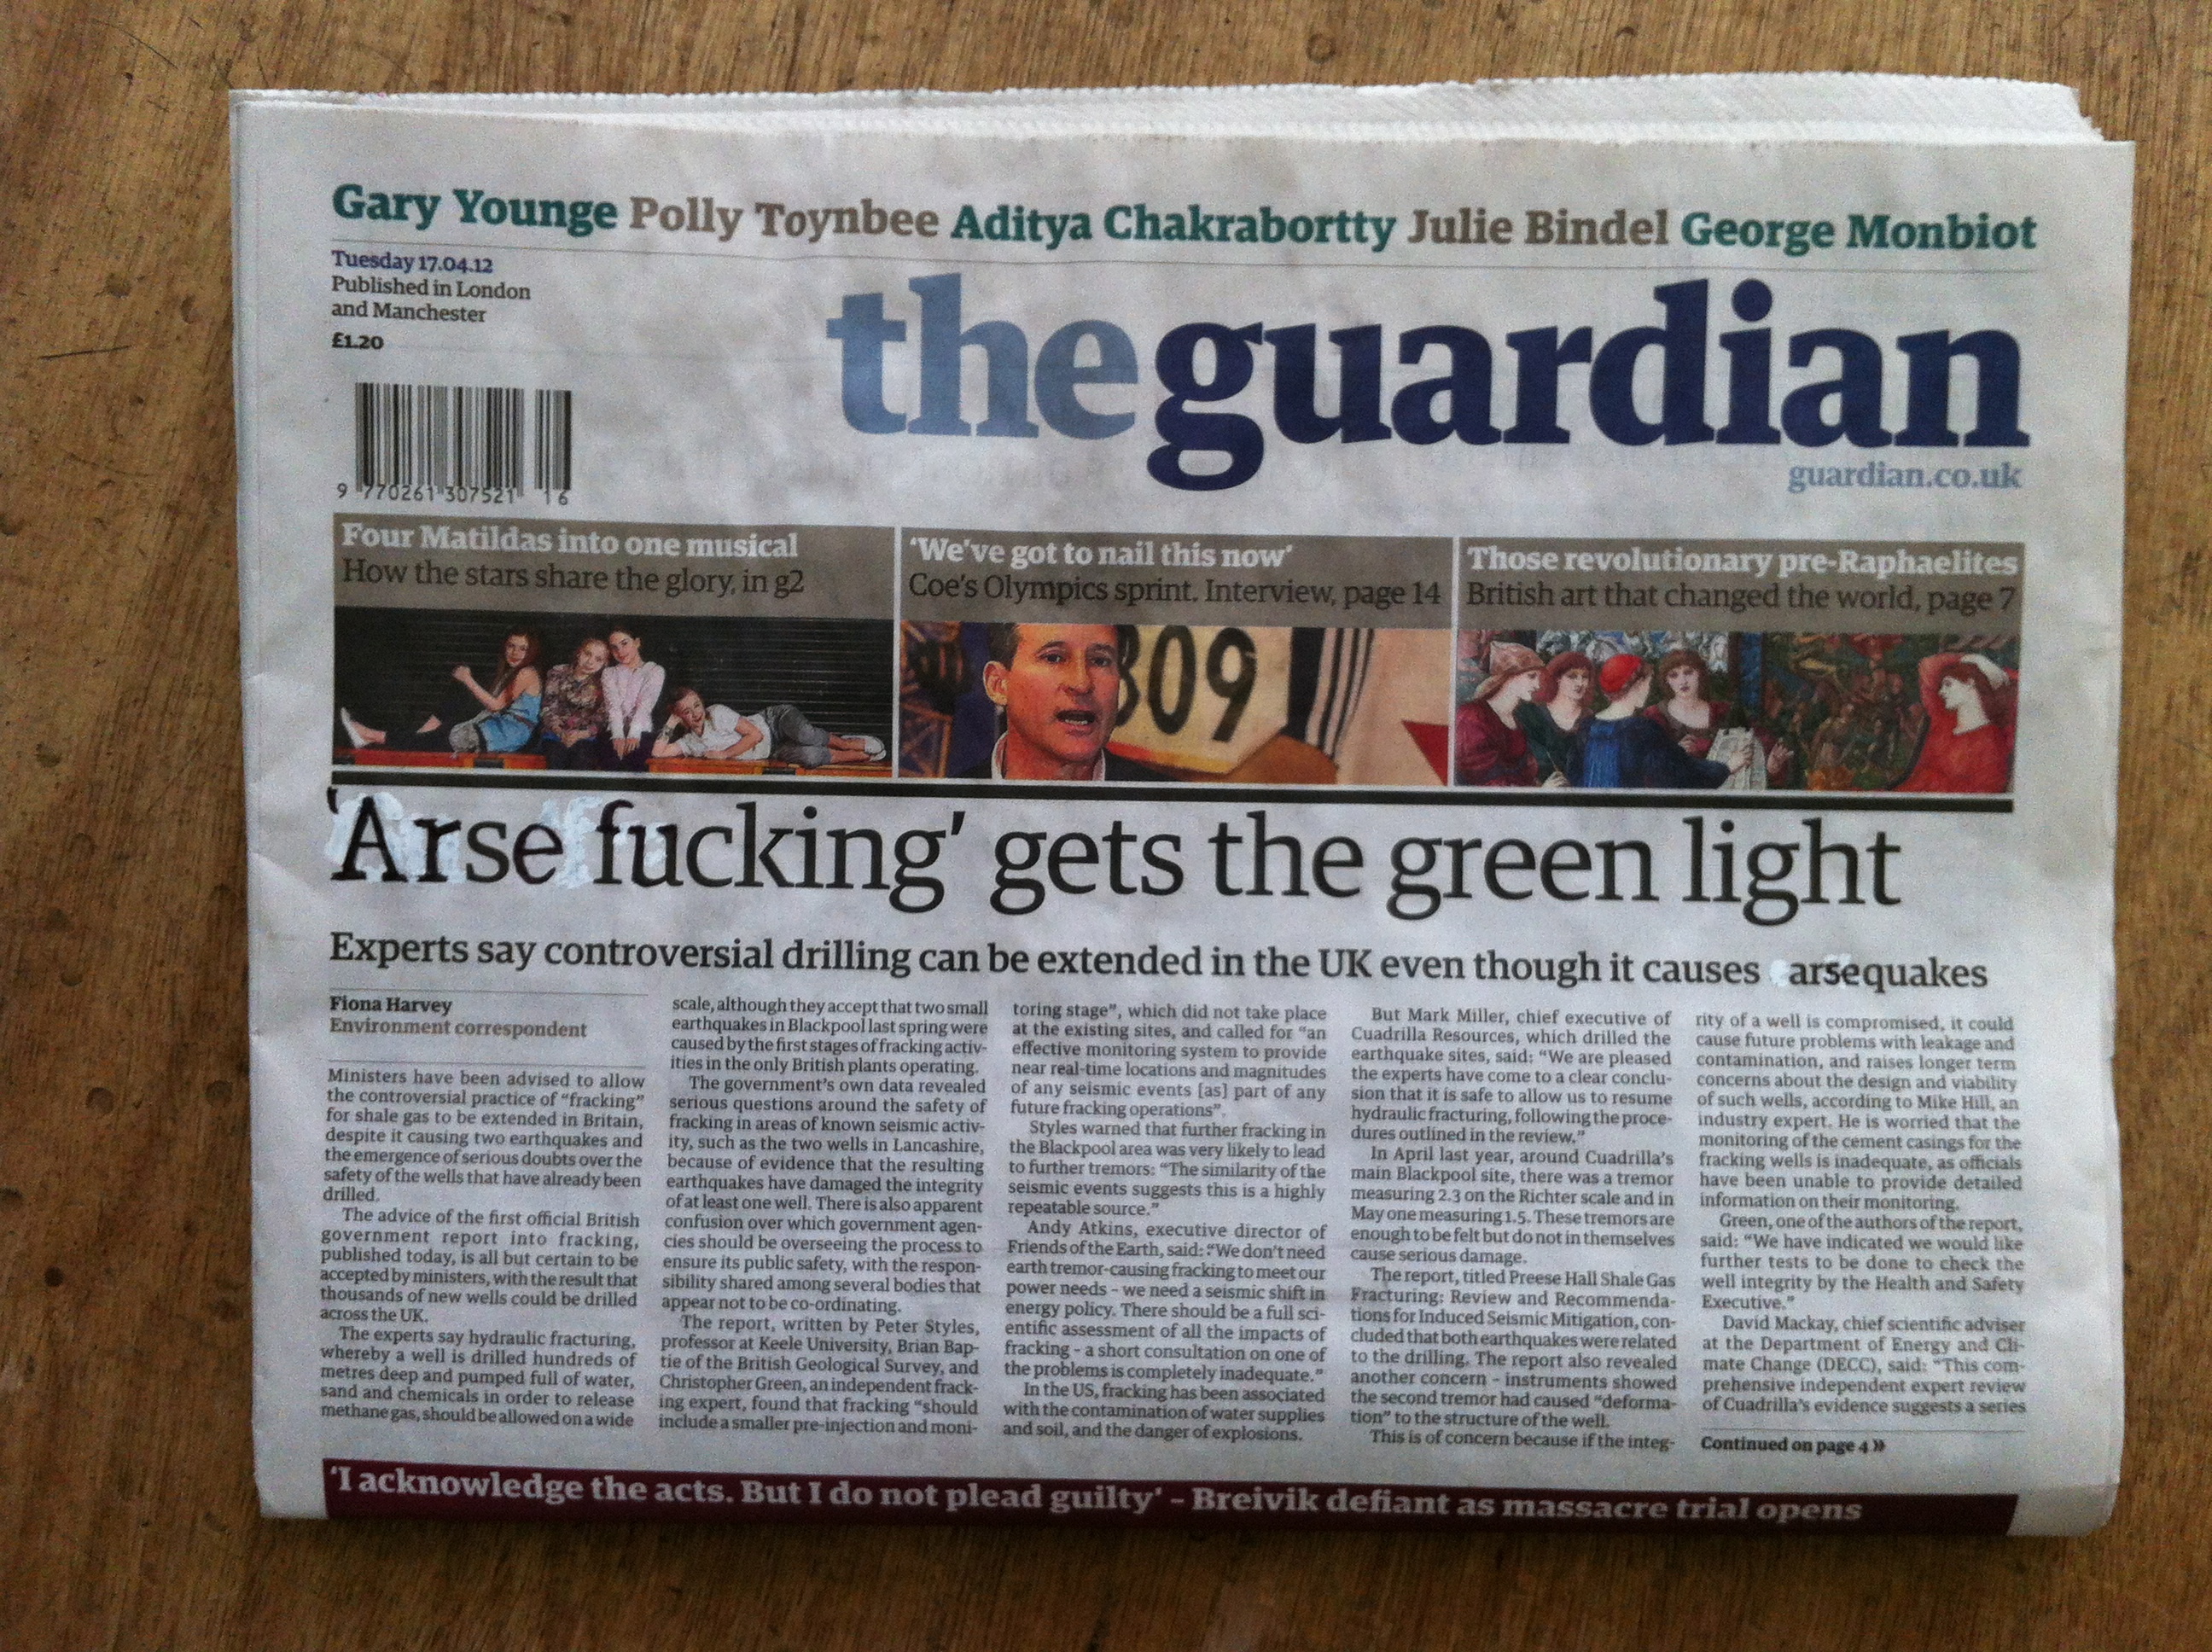 Gary Younge Polly Toynbee Aditya Chakrabortty Julie Bindel George Monbiot
Tuesday 17.04.12
Published in London
and Manchester
£1.20
theguardian
guardian.co.uk
9 770261 307521 16
Four Matildas into one musical
How the stars share the glory, in g2
'We've got to nail this now'
Coe's Olympics sprint. Interview, page 14
Those revolutionary pre-Raphaelites
British art that changed the world, page 7
809
'Arse fucking' gets the green light
Experts say controversial drilling can be extended in the UK even though it causes arsequakes
Fiona Harvey
Environment correspondent
Ministers have been advised to allow
the controversial practice of "fracking"
for shale gas to be extended in Britain,
despite it causing two earthquakes and
the emergence of serious doubts over the
safety of the wells that have already been
drilled.
The advice of the first official British
government report into fracking,
published today, is all but certain to be
accepted by ministers, with the result that
thousands of new wells could be drilled
across the UK.
The experts say hydraulic fracturing,
whereby a well is drilled hundreds of
metres deep and pumped full of water,
sand and chemicals in order to release
methane gas, should be allowed on a wide
scale, although they accept that two small
earthquakes in Blackpool last spring were
caused by the first stages of fracking activ-
ities in the only British plants operating.
The government's own data revealed
serious questions around the safety of
fracking in areas of known seismic activ-
ity, such as the two wells in Lancashire,
because of evidence that the resulting
earthquakes have damaged the integrity
of at least one well. There is also apparent
confusion over which government agen-
cies should be overseeing the process to
ensure its public safety, with the respon-
sibility shared among several bodies that
appear not to be co-ordinating.
The report, written by Peter Styles,
professor at Keele University, Brian Bap-
tie of the British Geological Survey, and
Christopher Green, an independent frack-
ing expert, found that fracking "should
include a smaller pre-injection and moni-
toring stage", which did not take place
at the existing sites, and called for "an
effective monitoring system to provide
near real-time locations and magnitudes
of any seismic events [as] part of any
future fracking operations".
Styles warned that further fracking in
the Blackpool area was very likely to lead
to further tremors: "The similarity of the
seismic events suggests this is a highly
repeatable source."
Andy Atkins, executive director of
Friends of the Earth, said: "We don't need
earth tremor-causing fracking to meet our
power needs - we need a seismic shift in
energy policy. There should be a full sci-
entific assessment of all the impacts of
fracking - a short consultation on one of
the problems is completely inadequate."
In the US, fracking has been associated
with the contamination of water supplies
and soil, and the danger of explosions.
But Mark Miller, chief executive of
Cuadrilla Resources, which drilled the
earthquake sites, said: "We are pleased
the experts have come to a clear conclu-
sion that it is safe to allow us to resume
hydraulic fracturing, following the proce-
dures outlined in the review."
In April last year, around Cuadrilla's
main Blackpool site, there was a tremor
measuring 2.3 on the Richter scale and in
May one measuring 1.5. These tremors are
enough to be felt but do not in themselves
cause serious damage.
The report, titled Preese Hall Shale Gas
Fracturing: Review and Recommenda-
tions for Induced Seismic Mitigation, con-
cluded that both earthquakes were related
to the drilling. The report also revealed
another concern - instruments showed
the second tremor had caused "deforma-
tion" to the structure of the well.
This is of concern because if the integ-
rity of a well is compromised, it could
cause future problems with leakage and
contamination, and raises longer term
concerns about the design and viability
of such wells, according to Mike Hill, an
industry expert. He is worried that the
monitoring of the cement casings for the
fracking wells is inadequate, as officials
have been unable to provide detailed
information on their monitoring.
Green, one of the authors of the report,
said: "We have indicated we would like
further tests to be done to check the
well integrity by the Health and Safety
Executive."
David Mackay, chief scientific adviser
at the Department of Energy and Cli-
mate Change (DECC), said: "This com-
prehensive independent expert review
of Cuadrilla's evidence suggests a series
Continued on page 4 »
'I acknowledge the acts. But I do not plead guilty' - Breivik defiant as massacre trial opens